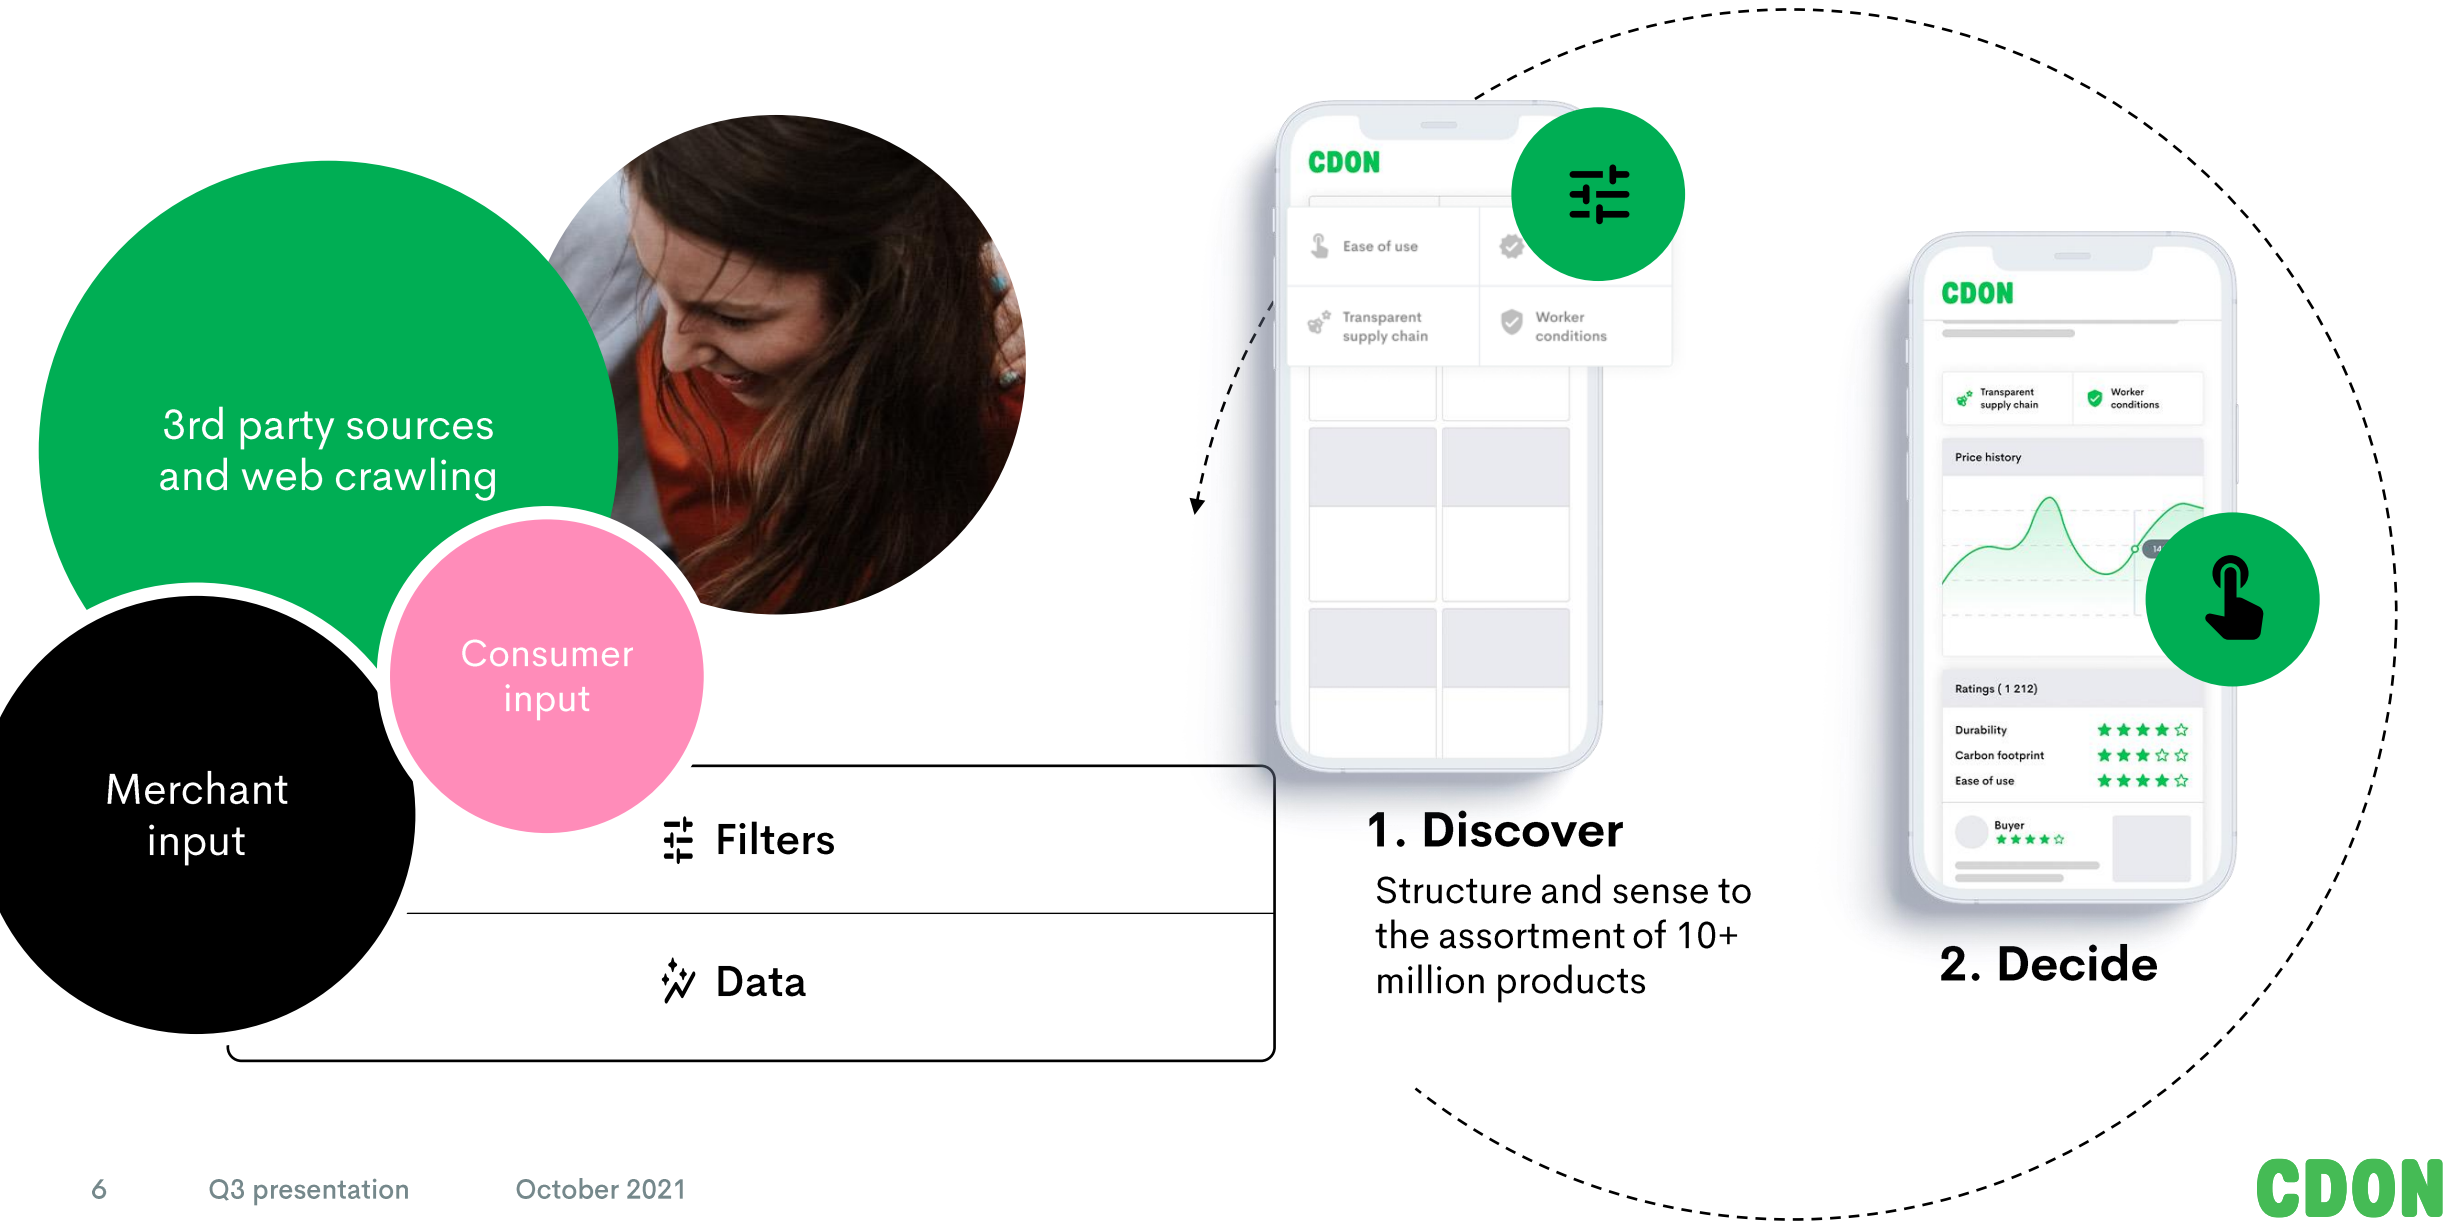 3rd party sources
and web crawling
Consumer
input
Merchant
input
Filters
Data
CDON
Ease of use
Transparent
supply chain
Worker
conditions
1. Discover
Structure and sense to
the assortment of 10+
million products
CDON
Transparent
supply chain
Worker
conditions
Price history
Ratings ( 1 212)
Durability
Carbon footprint
Ease of use
Buyer
2. Decide
6
Q3 presentation
October 2021
CDON